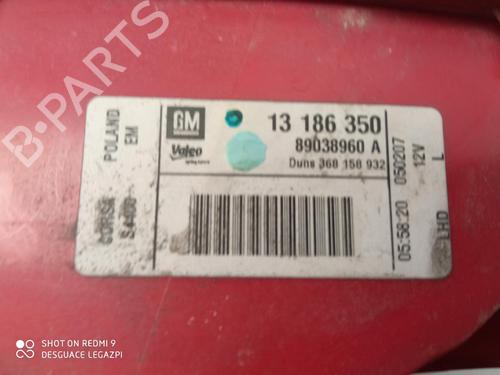 GM
Valeo
13 186 350
89038960 A
Duns 368 158 932
POLAND
EM
CORSA
S4400
050207
12V
L
05:58:20
LHD
B-PARTS
SHOT ON REDMI 9
DESGUACE LEGAZPI